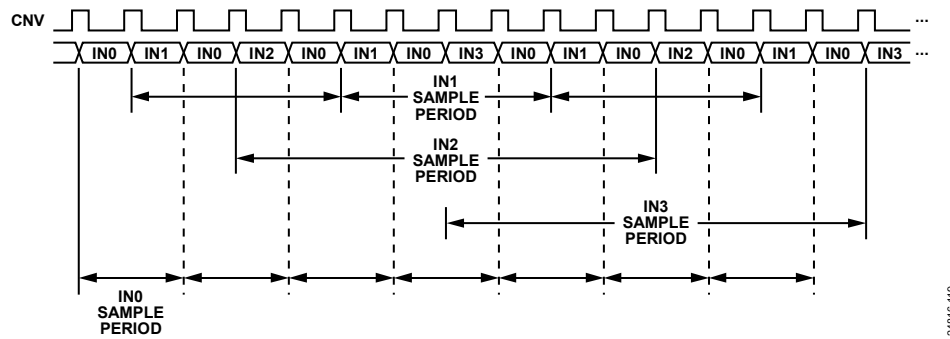 CNV ...
IN0 IN1 IN0 IN2 IN0 IN1 IN0 IN3 IN0 IN1 IN0 IN2 IN0 IN1 IN0 IN3 ...
IN1
SAMPLE
PERIOD
IN2
SAMPLE
PERIOD
IN3
SAMPLE
PERIOD
IN0
SAMPLE
PERIOD